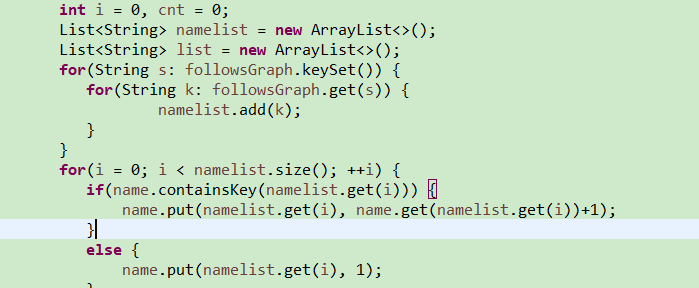 int i = 0, cnt = 0;
List<String> namelist = new ArrayList<>();
List<String> list = new ArrayList<>();
for(String s: followsGraph.keySet()) {
for(String k: followsGraph.get(s)) {
namelist.add(k);
}
}
for(i = 0; i < namelist.size(); ++i) {
if(name.containsKey(namelist.get(i))) {
name.put(namelist.get(i), name.get(namelist.get(i))+1);
}
else {
name.put(namelist.get(i), 1);
}